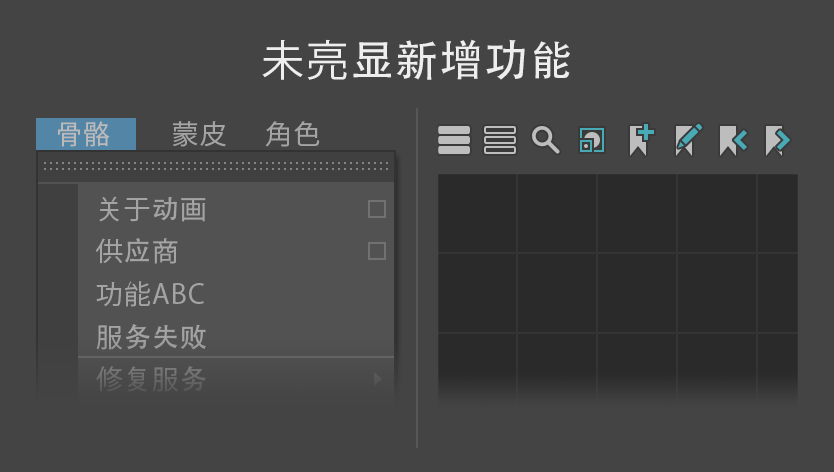 未亮显新增功能
骨骼 蒙皮 角色
关于动画
供应商
功能ABC
服务失败
修复服务